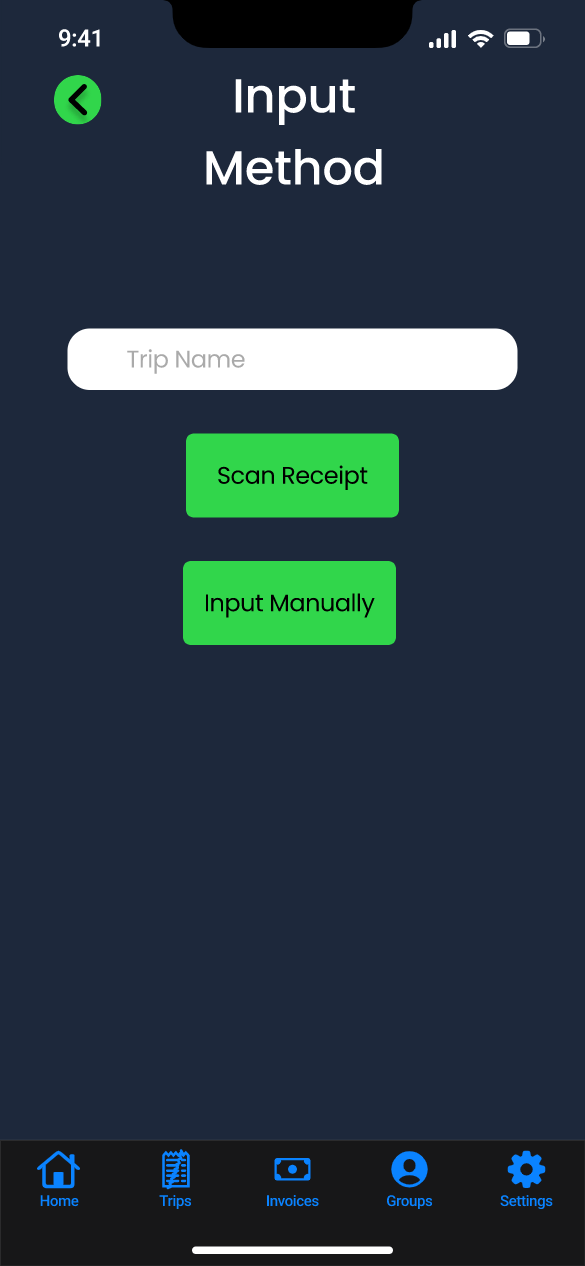 9:41
Input
Method
Trip Name
Scan Receipt
Input Manually
Home Trips Invoices Groups Settings